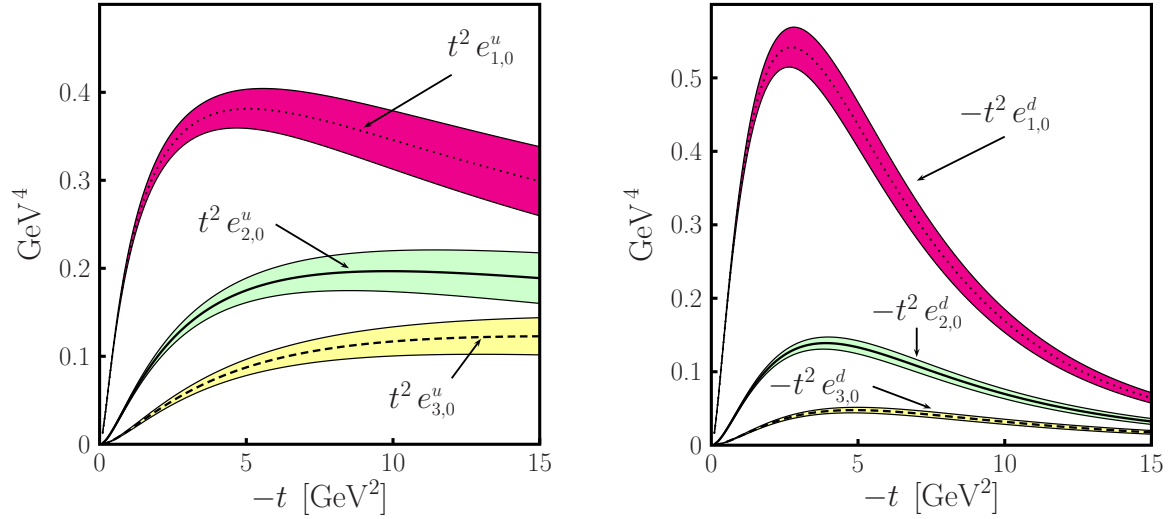 t² e^u_{1,0}
0.4
0.3
GeV⁴
t² e^u_{2,0}
0.2
0.1
t² e^u_{3,0}
0
0 5 10 15
−t [GeV²]
0.5
−t² e^d_{1,0}
0.4
GeV⁴
0.3
0.2
−t² e^d_{2,0}
0.1
−t² e^d_{3,0}
0
0 5 10 15
−t [GeV²]